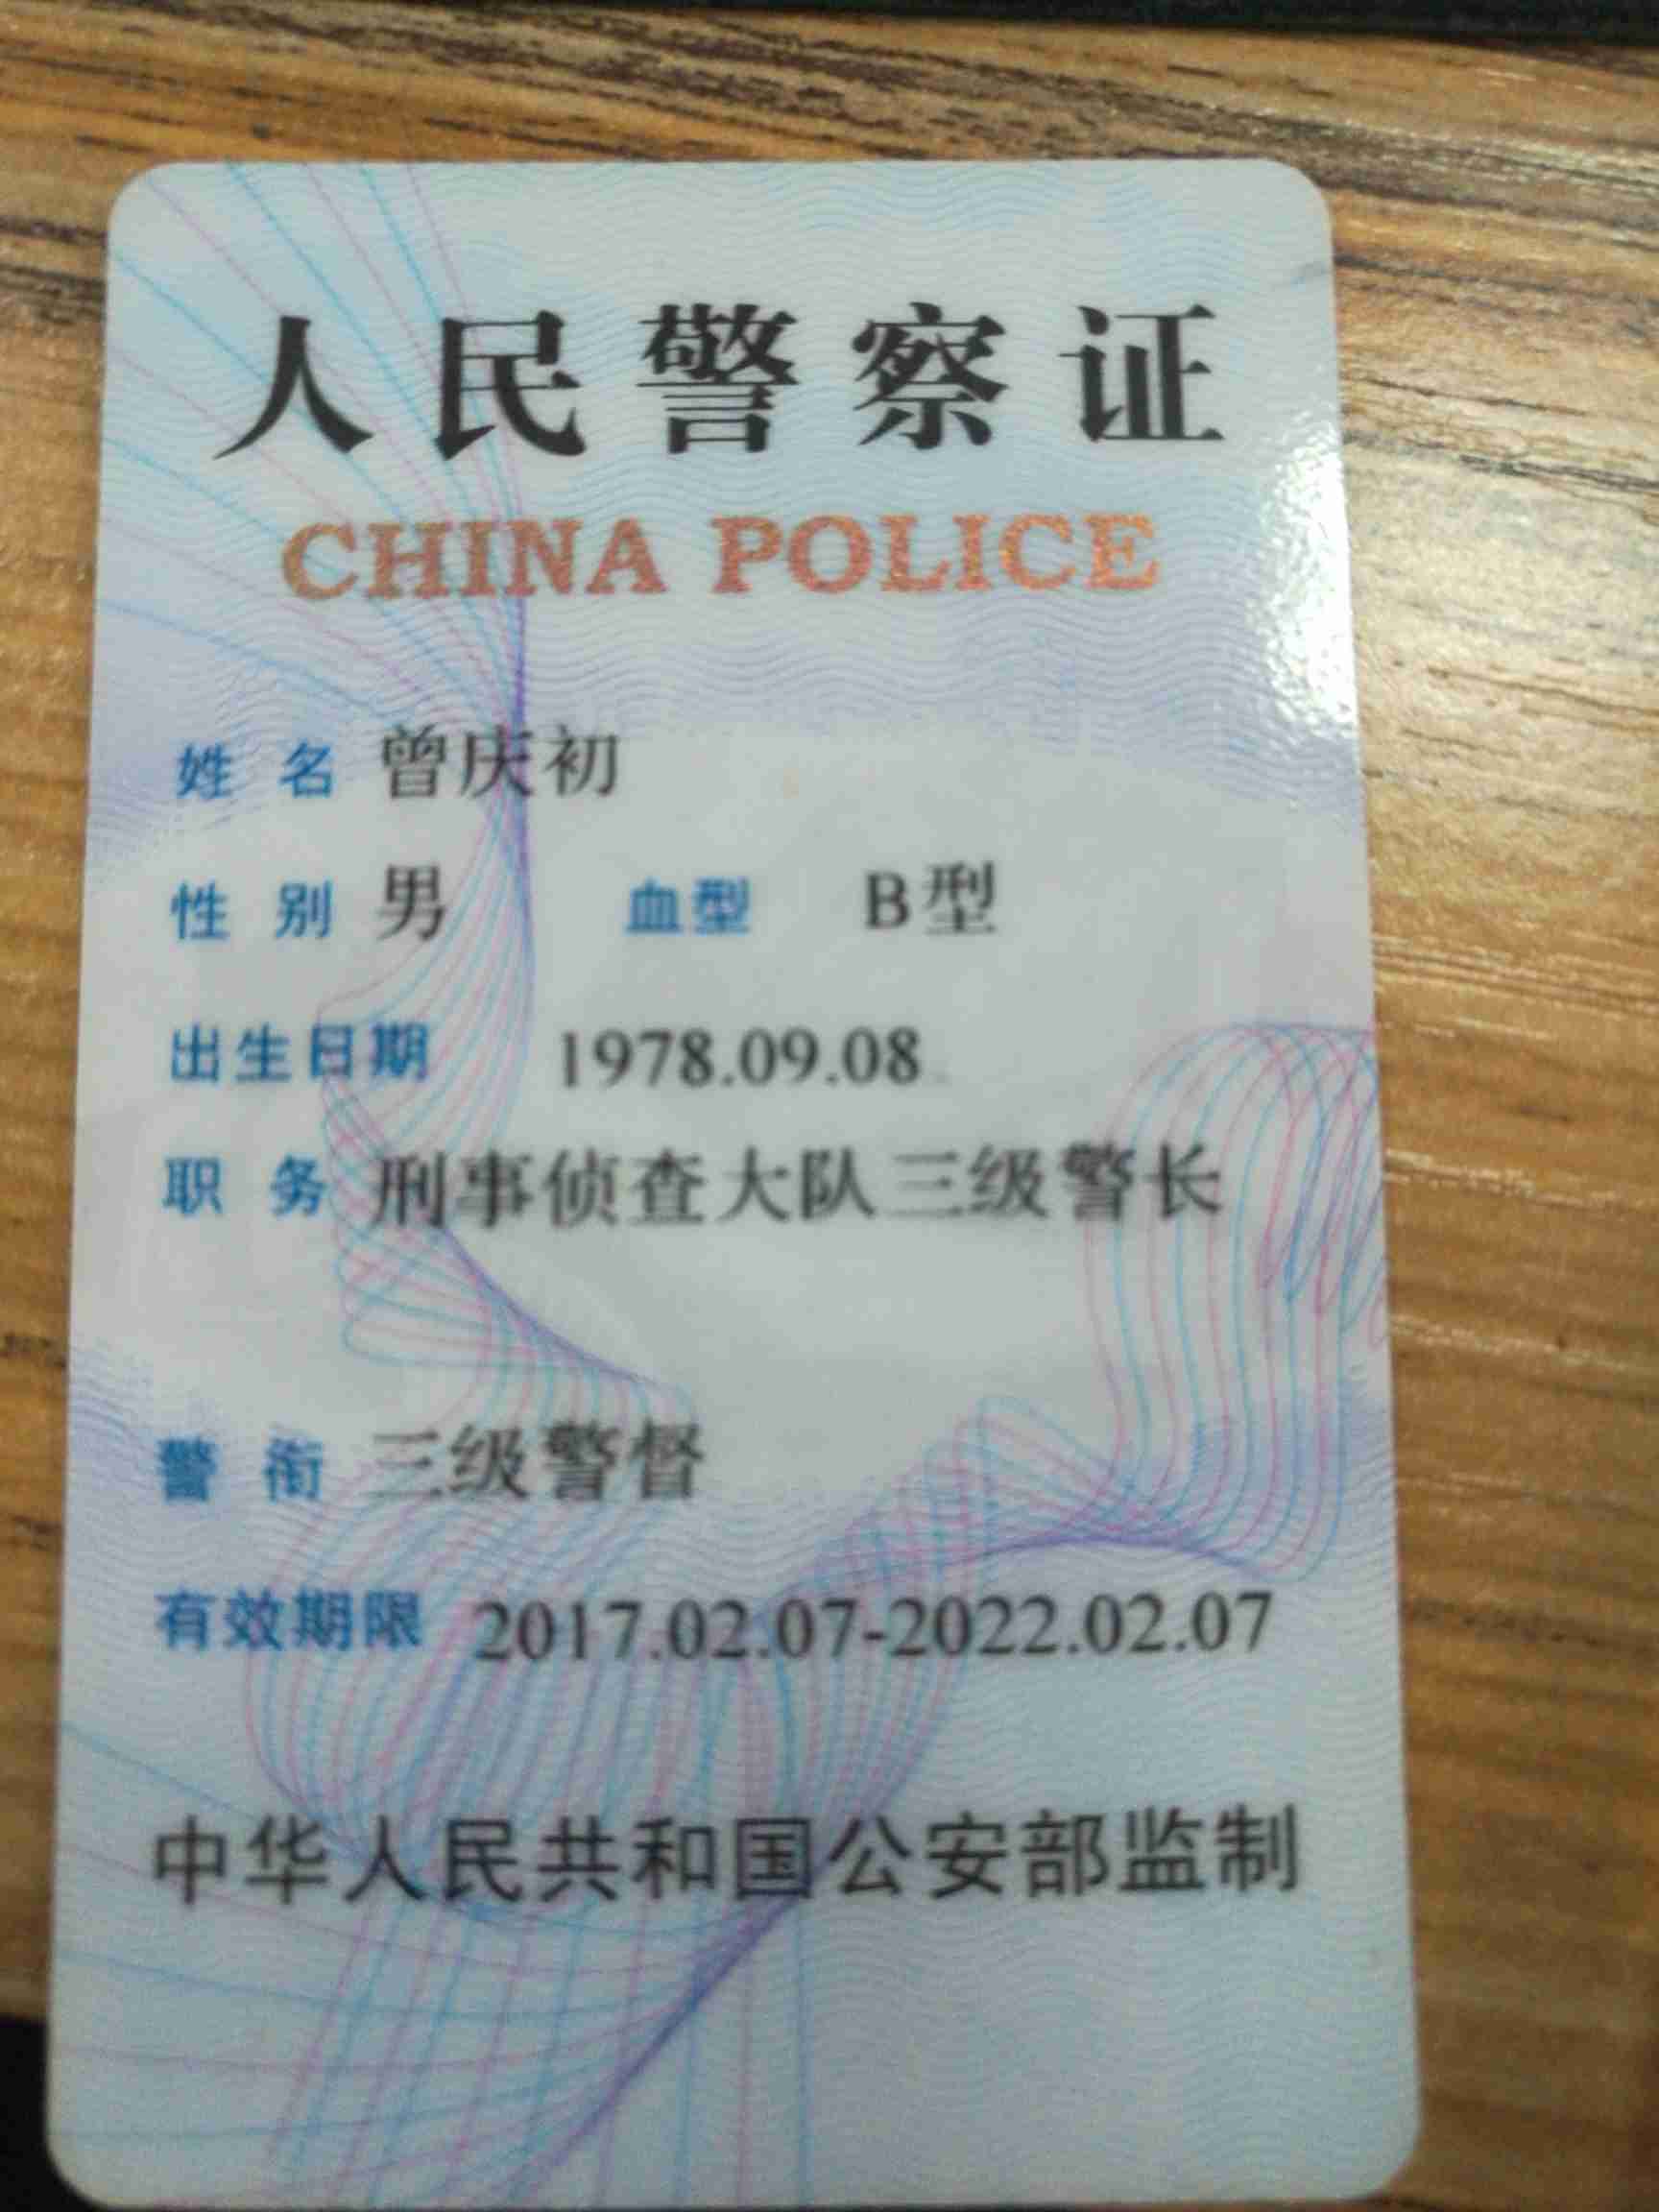 人民警察证
CHINA POLICE
姓 名 曾庆初
性 别 男 血型 B型
出生日期 1978.09.08
职 务 刑事侦查大队三级警长
警 衔 三级警督
有效期限 2017.02.07-2022.02.07
中华人民共和国公安部监制